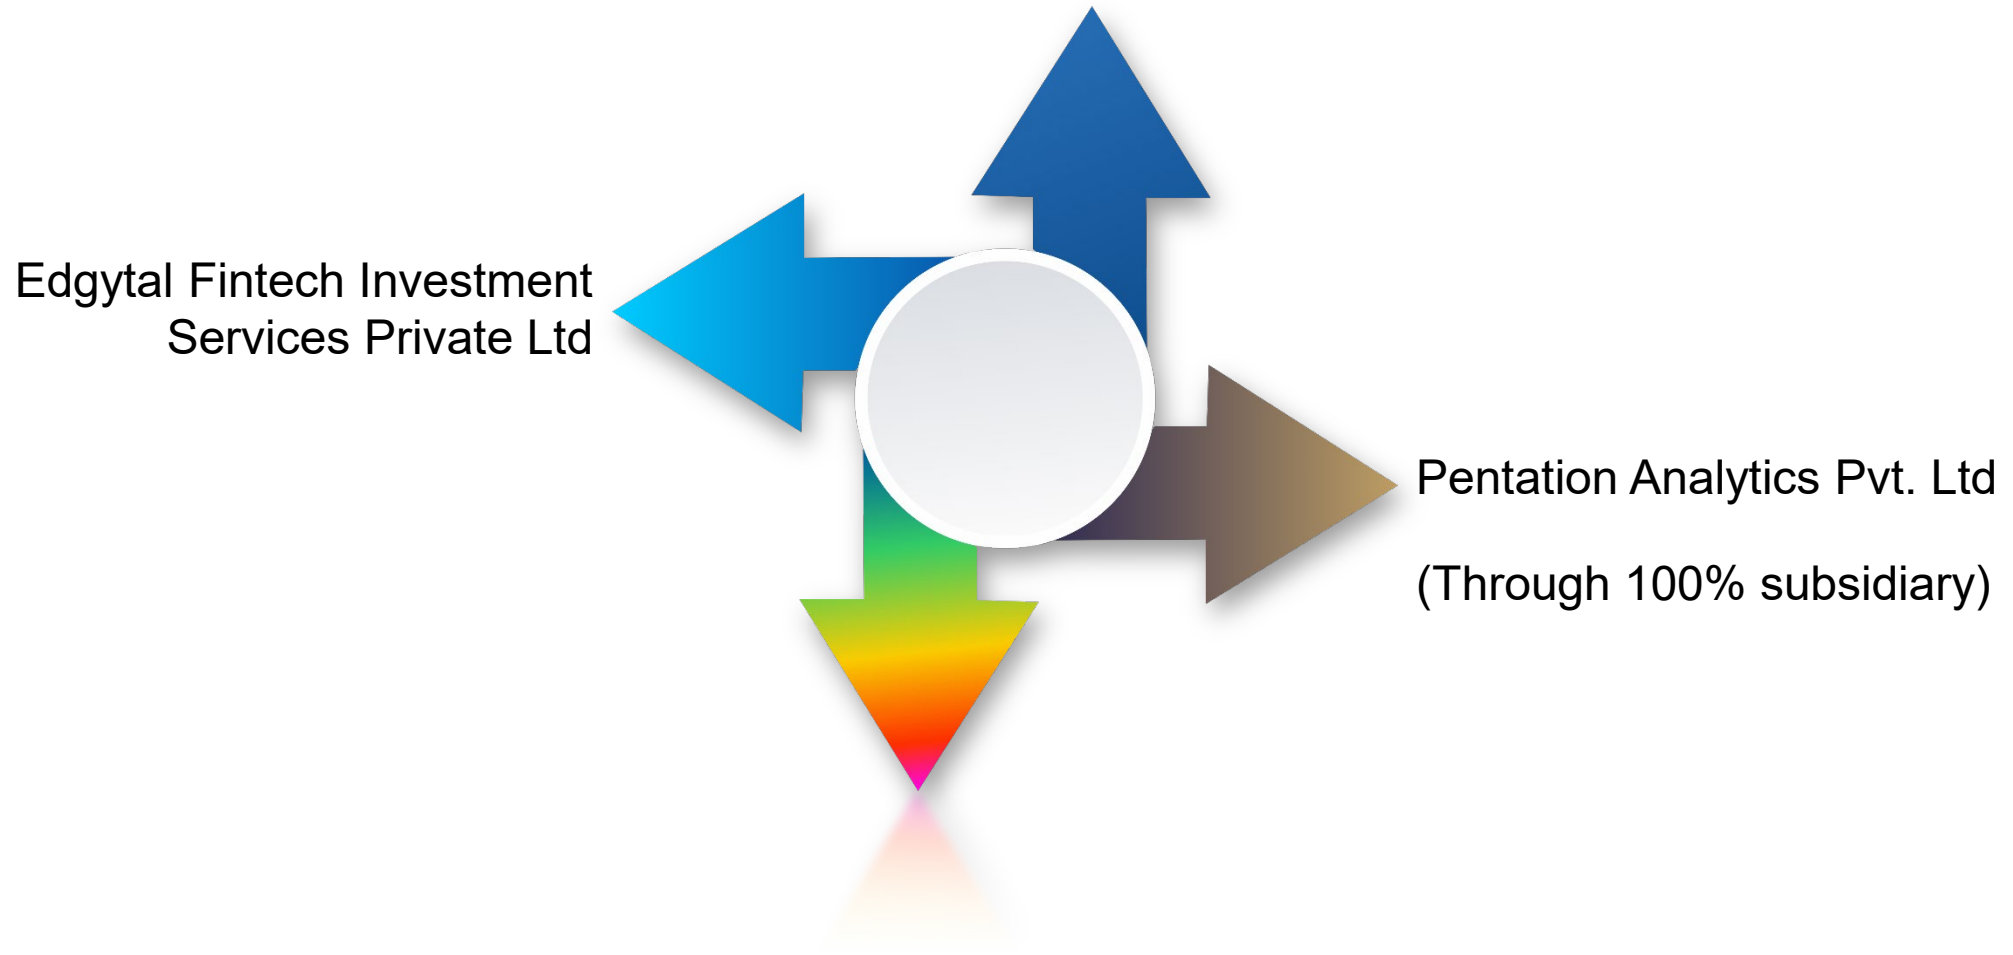 Edgytal Fintech Investment
Services Private Ltd
Pentation Analytics Pvt. Ltd
(Through 100% subsidiary)